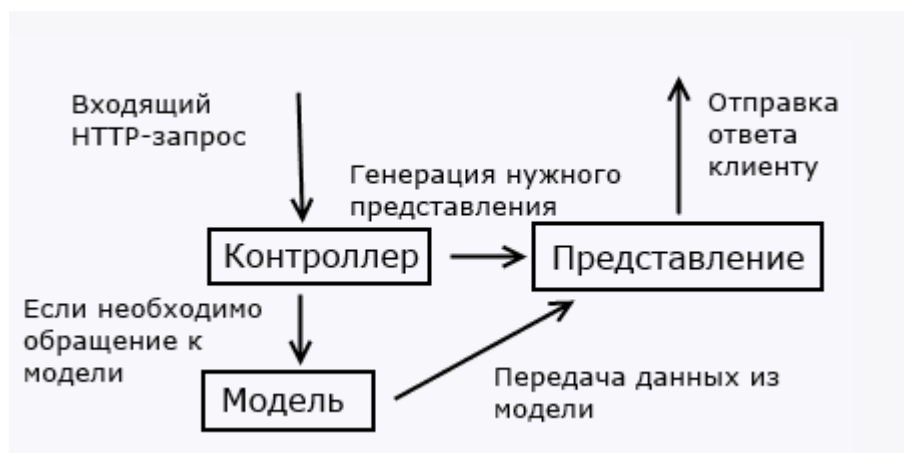 Входящий
HTTP-запрос
Отправка
ответа
клиенту
Генерация нужного
представления
Контроллер
Представление
Если необходимо
обращение к
модели
Модель
Передача данных из
модели